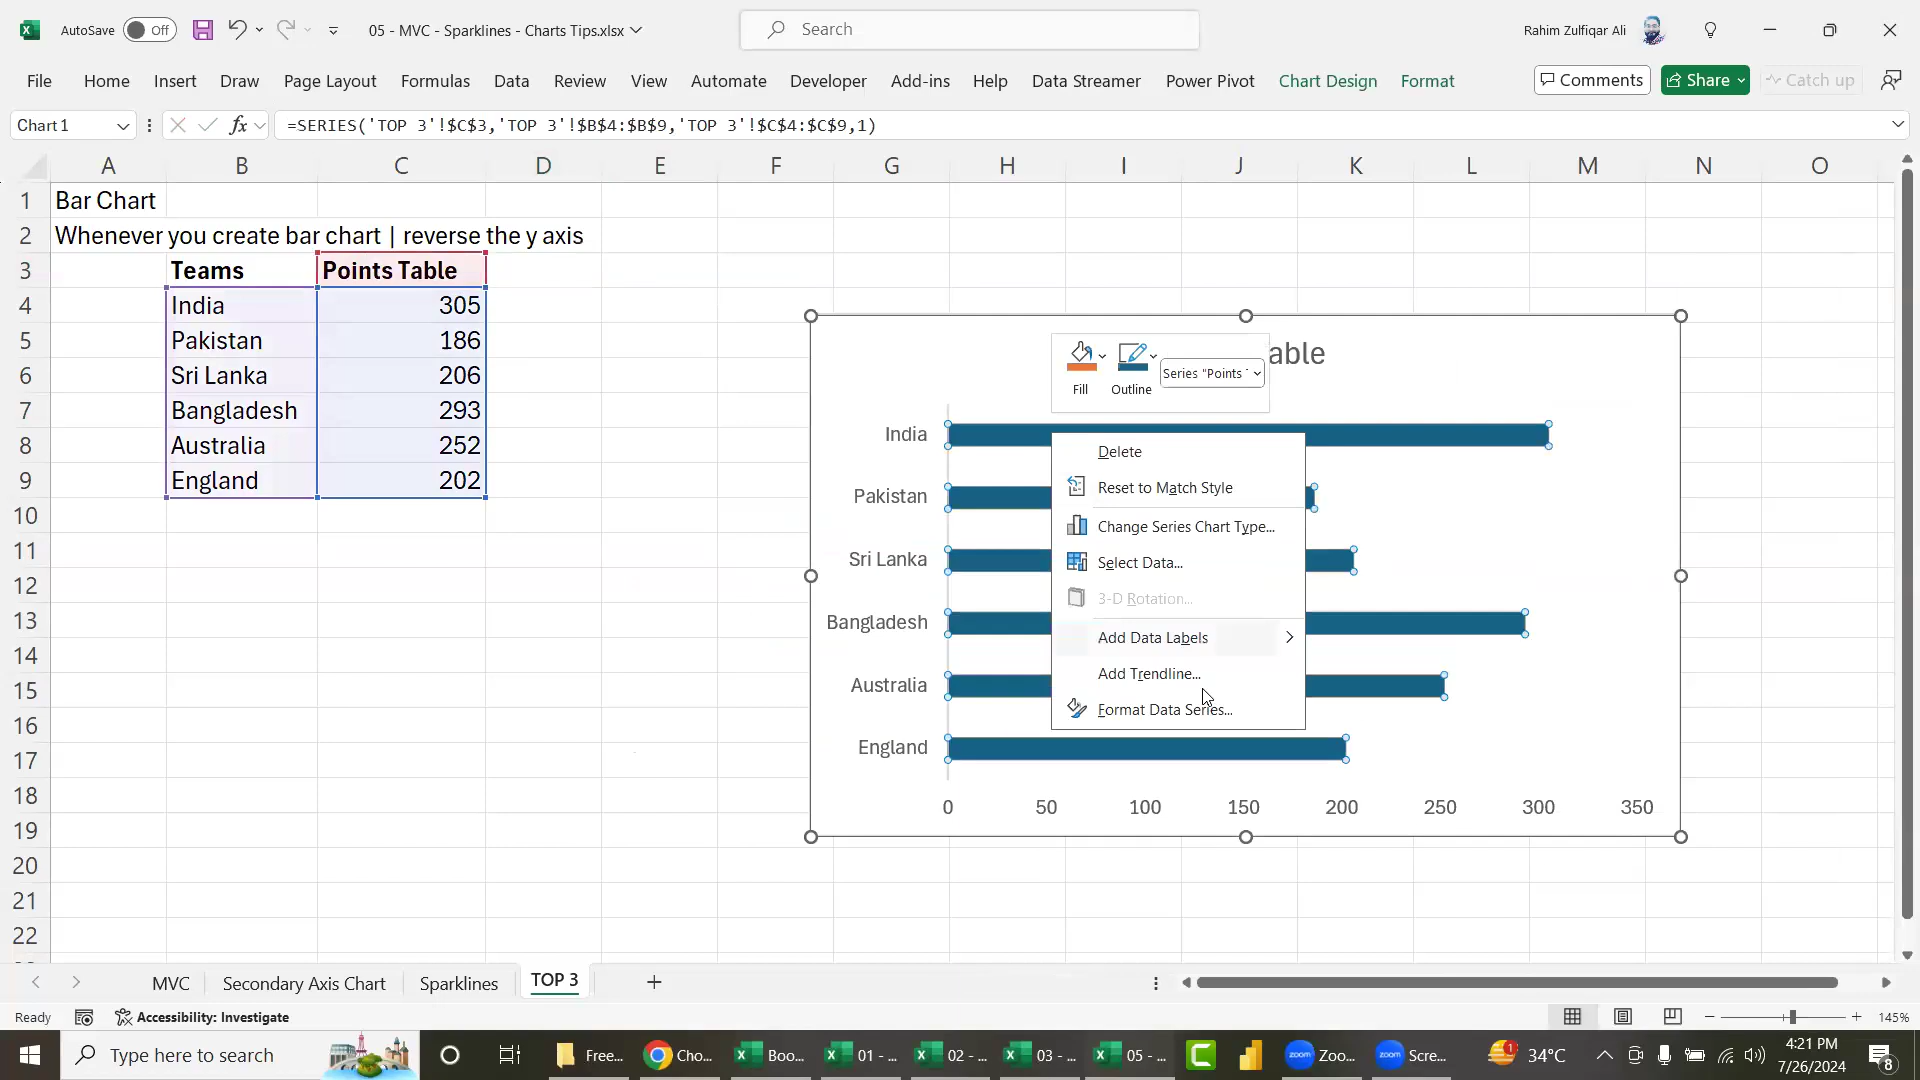 AutoSave Off 05 - MVC - Sparklines - Charts Tips.xlsx Search Rahim Zulfiqar Ali
File Home Insert Draw Page Layout Formulas Data Review View Automate Developer Add-ins Help Data Streamer Power Pivot Chart Design Format Comments Share Catch up
Chart 1 fx =SERIES('TOP 3'!$C$3,'TOP 3'!$B$4:$B$9,'TOP 3'!$C$4:$C$9,1)
A B C D E F G H I J K L M N O
1 Bar Chart
2 Whenever you create bar chart | reverse the y axis
3 Teams Points Table
4 India 305
5 Pakistan 186
6 Sri Lanka 206
7 Bangladesh 293
8 Australia 252
9 England 202
10
11
12
13
14
15
16
17
18
19
20
21
22
able
Fill Outline Series "Points
India
Pakistan
Sri Lanka
Bangladesh
Australia
England
0 50 100 150 200 250 300 350
Delete
Reset to Match Style
Change Series Chart Type...
Select Data...
3-D Rotation...
Add Data Labels
Add Trendline...
Format Data Series...
MVC Secondary Axis Chart Sparklines TOP 3
Ready Accessibility: Investigate 145%
Type here to search Free... Cho... Boo... 01 - ... 02 - ... 03 - ... 05 - ... zoom Zoo... zoom Scre... 1 34°C 4:21 PM
7/26/2024 8